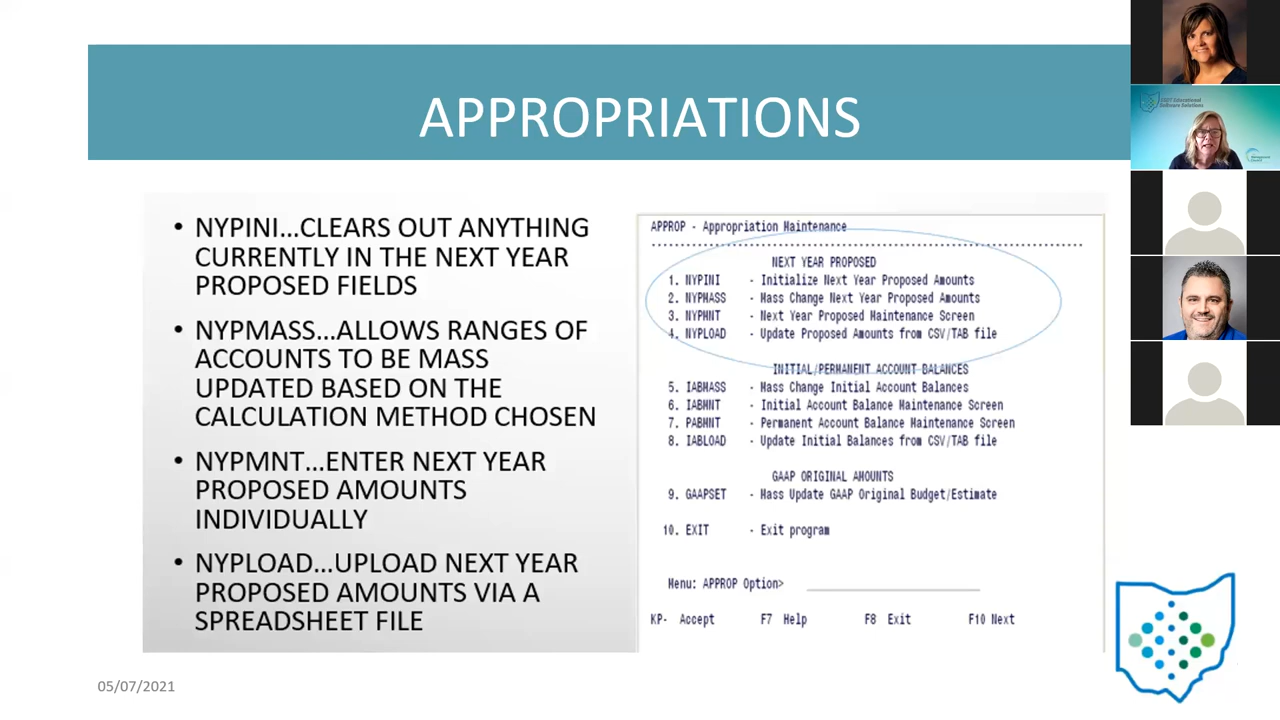 APPROPRIATIONS
• NYPINI…CLEARS OUT ANYTHING
CURRENTLY IN THE NEXT YEAR
PROPOSED FIELDS
• NYPMASS…ALLOWS RANGES OF
ACCOUNTS TO BE MASS
UPDATED BASED ON THE
CALCULATION METHOD CHOSEN
• NYPMNT…ENTER NEXT YEAR
PROPOSED AMOUNTS
INDIVIDUALLY
• NYPLOAD…UPLOAD NEXT YEAR
PROPOSED AMOUNTS VIA A
SPREADSHEET FILE
APPROP - Appropriation Maintenance
NEXT YEAR PROPOSED
1. NYPINI - Initialize Next Year Proposed Amounts
2. NYPMASS - Mass Change Next Year Proposed Amounts
3. NYPMNT - Next Year Proposed Maintenance Screen
4. NYPLOAD - Update Proposed Amounts from CSV/TAB file
INITIAL/PERMANENT ACCOUNT BALANCES
5. IABMASS - Mass Change Initial Account Balances
6. IABMNT - Initial Account Balance Maintenance Screen
7. PABMNT - Permanent Account Balance Maintenance Screen
8. IABLOAD - Update Initial Balances from CSV/TAB file
GAAP ORIGINAL AMOUNTS
9. GAAPSET - Mass Update GAAP Original Budget/Estimate
10. EXIT - Exit program
Menu: APPROP Option>
KP- Accept F7 Help F8 Exit F10 Next
05/07/2021
Educational
Software Solutions
Management
Council